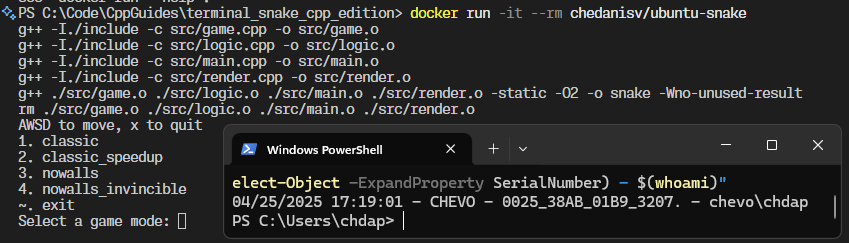 PS C:\Code\CppGuides\terminal_snake_cpp_edition> docker run -it --rm chedanisv/ubuntu-snake
g++ -I./include -c src/game.cpp -o src/game.o
g++ -I./include -c src/logic.cpp -o src/logic.o
g++ -I./include -c src/main.cpp -o src/main.o
g++ -I./include -c src/render.cpp -o src/render.o
g++ ./src/game.o ./src/logic.o ./src/main.o ./src/render.o -static -O2 -o snake -Wno-unused-result
rm ./src/game.o ./src/logic.o ./src/main.o ./src/render.o
AWSD to move, x to quit
1. classic
2. classic_speedup
3. nowalls
4. nowalls_invincible
~. exit
Select a game mode:
Windows PowerShell
elect-Object -ExpandProperty SerialNumber) - $(whoami)"
04/25/2025 17:19:01 - CHEVO - 0025_38AB_01B9_3207. - chevo\chdap
PS C:\Users\chdap>